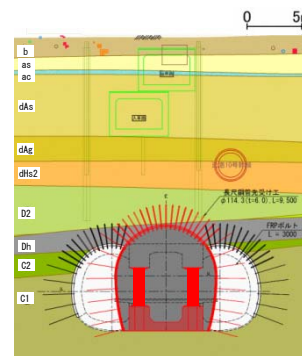 0 5
b
as
ac
dAs
dAg
dHs2
D2
長尺鋼管先受け工
φ114.3(t=6.0), L=9.500
FRPボルト
L = 3000
Dh
C2
C1